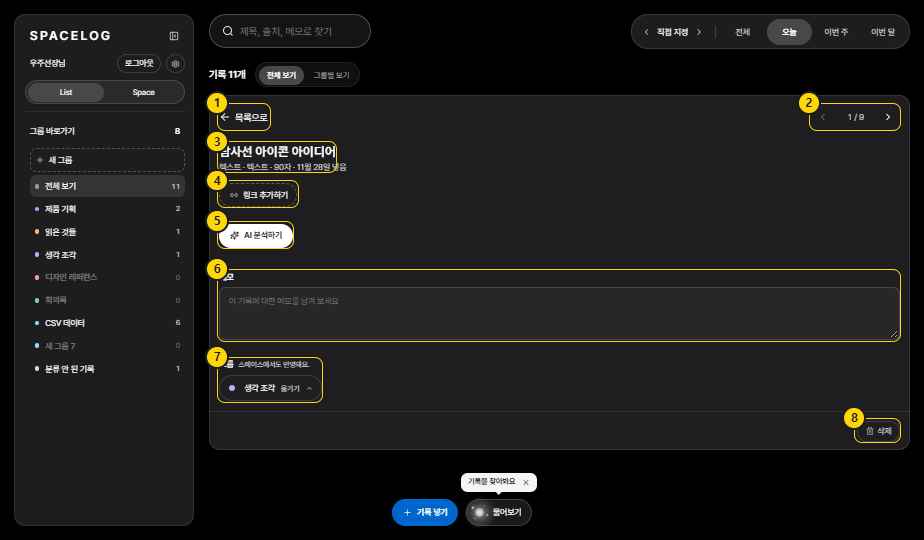 SPACELOG
우주선장님
로그아웃
List
Space
그룹 바로가기 8
+ 새 그룹
전체 보기 11
제품 기획 2
읽은 것들 1
생각 조각 1
디자인 레퍼런스 0
회의록 0
CSV 데이터 6
새 그룹 7 0
분류 안 된 기록 1
제목, 출처, 메모로 찾기
직접 지정
전체
오늘
이번 주
이번 달
기록 11개
전체 보기
그룹별 보기
1
← 목록으로
2
1 / 9
3
사선 아이콘 아이디어
텍스트 · 텍스트 · 90자 · 11월 28일 넣음
4
링크 추가하기
5
AI 분석하기
6
이 기록에 대한 메모를 남겨 보세요
7
스페이스에서도 반영돼요.
생각 조각 옮기기
8
삭제
기록을 찾아봐요 ×
+ 기록 넣기
물어보기